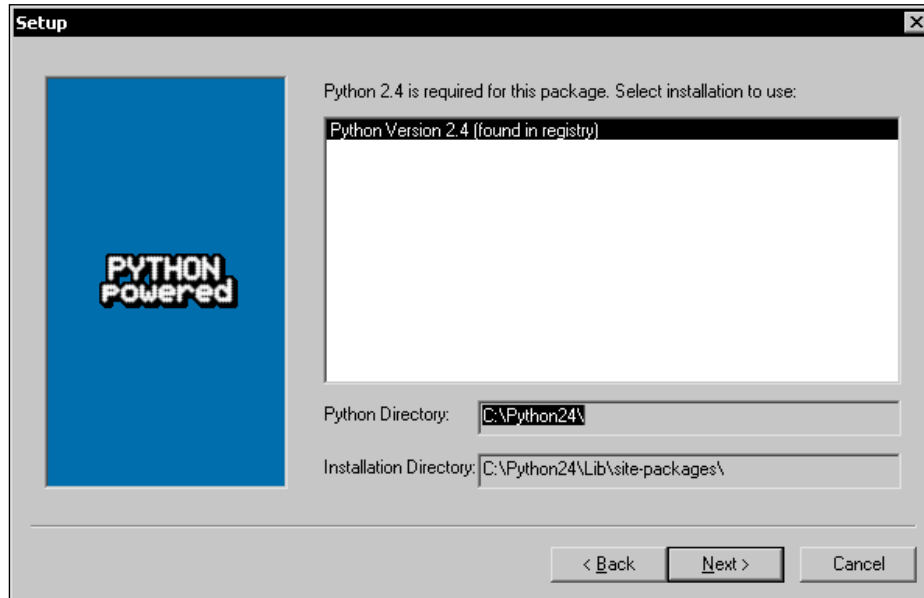 Setup
Python 2.4 is required for this package. Select installation to use:
Python Version 2.4 (found in registry)
PYTHON
powered
Python Directory:
C:\Python24\
Installation Directory:
C:\Python24\Lib\site-packages\
< Back
Next >
Cancel